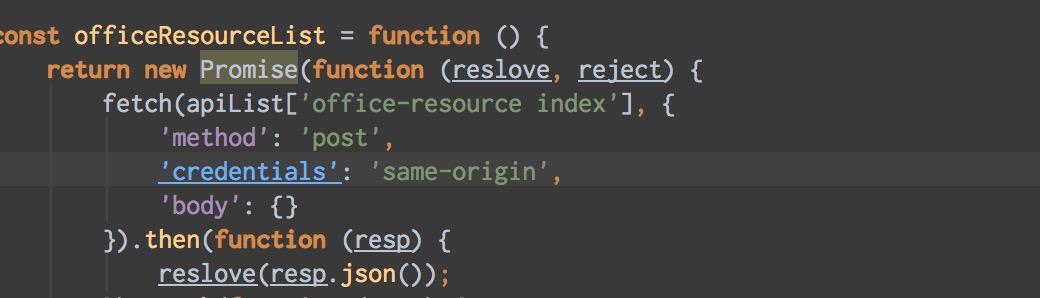 const officeResourceList = function () {
return new Promise(function (reslove, reject) {
fetch(apiList['office-resource index'], {
'method': 'post',
'credentials': 'same-origin',
'body': {}
}).then(function (resp) {
reslove(resp.json());